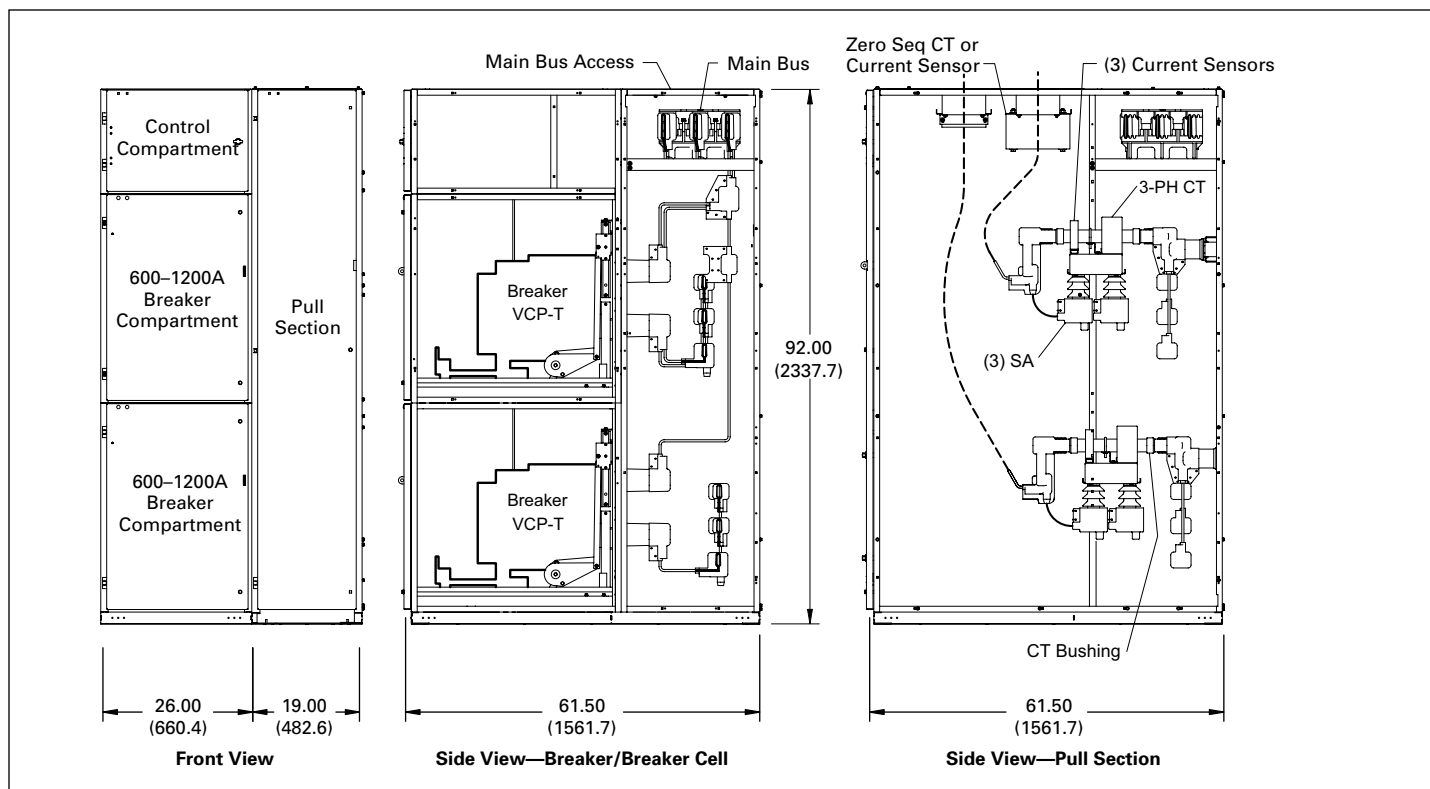 Control
Compartment
600–1200A
Breaker
Compartment
600–1200A
Breaker
Compartment
Pull
Section
26.00
(660.4)
19.00
(482.6)
Front View
Main Bus Access
Main Bus
Breaker
VCP-T
Breaker
VCP-T
92.00
(2337.7)
61.50
(1561.7)
Side View—Breaker/Breaker Cell
Zero Seq CT or
Current Sensor
(3) Current Sensors
3-PH CT
(3) SA
CT Bushing
61.50
(1561.7)
Side View—Pull Section